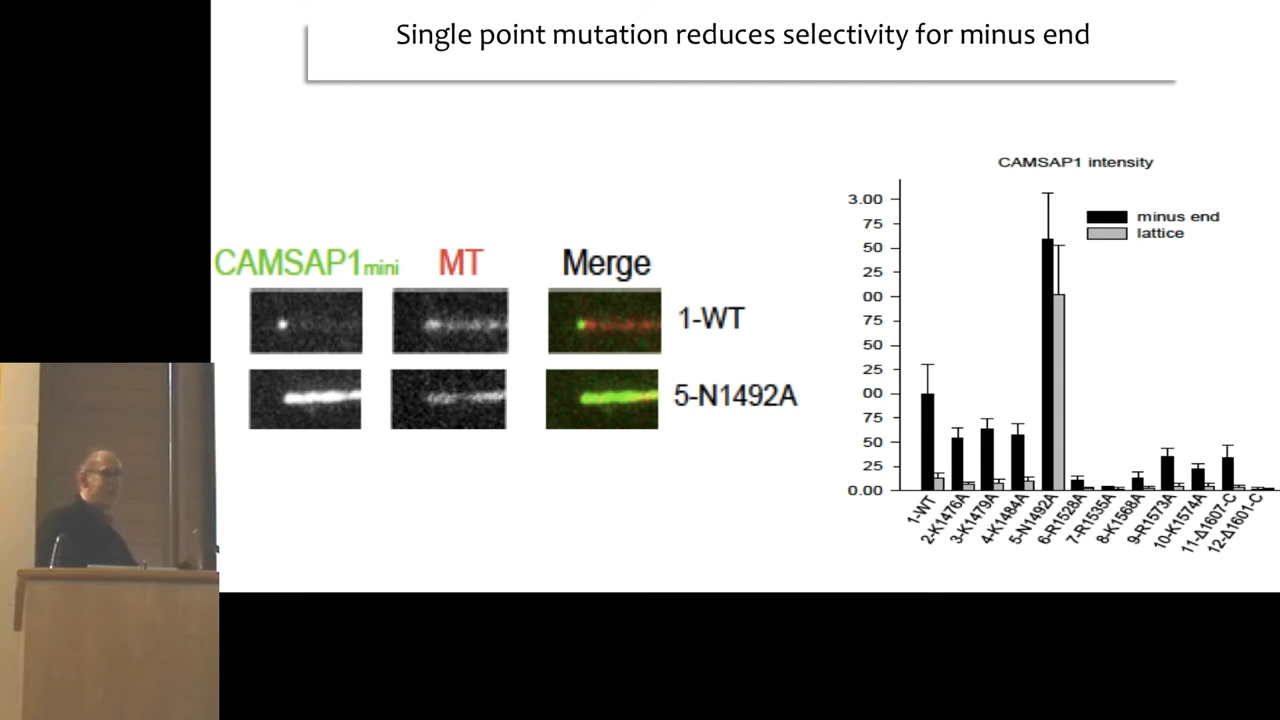 Single point mutation reduces selectivity for minus end
CAMSAP1mini
MT
Merge
1-WT
5-N1492A
CAMSAP1 intensity
3.00
75
50
25
00
75
50
25
00
75
50
25
0.00
minus end
lattice
1-WT
2-K1476A
3-K1479A
4-K1484A
5-N1492A
6-R1528A
7-R1535A
8-K1568A
9-R1573A
10-K1574A
11-Δ1607-C
12-Δ1601-C